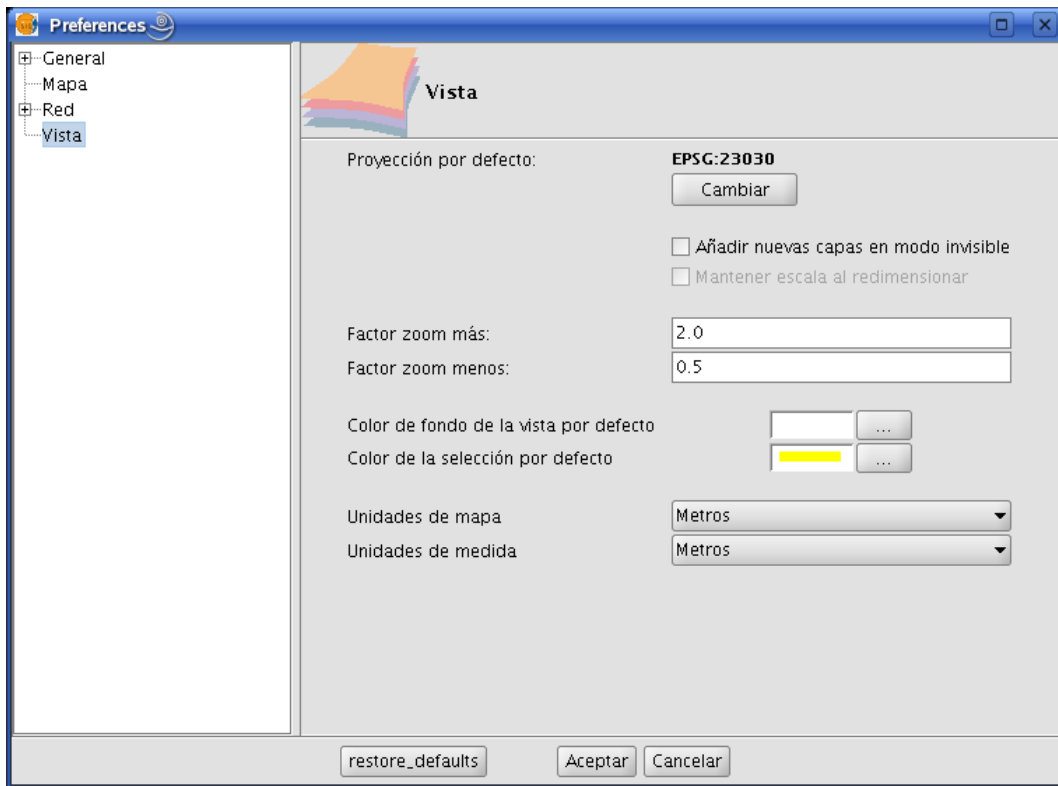 Preferences
General
Mapa
Red
Vista
Vista
Proyección por defecto:
EPSG:23030
Cambiar
Añadir nuevas capas en modo invisible
Mantener escala al redimensionar
Factor zoom más:
2.0
Factor zoom menos:
0.5
Color de fondo de la vista por defecto
...
Color de la selección por defecto
...
Unidades de mapa
Metros
Unidades de medida
Metros
restore_defaults
Aceptar
Cancelar